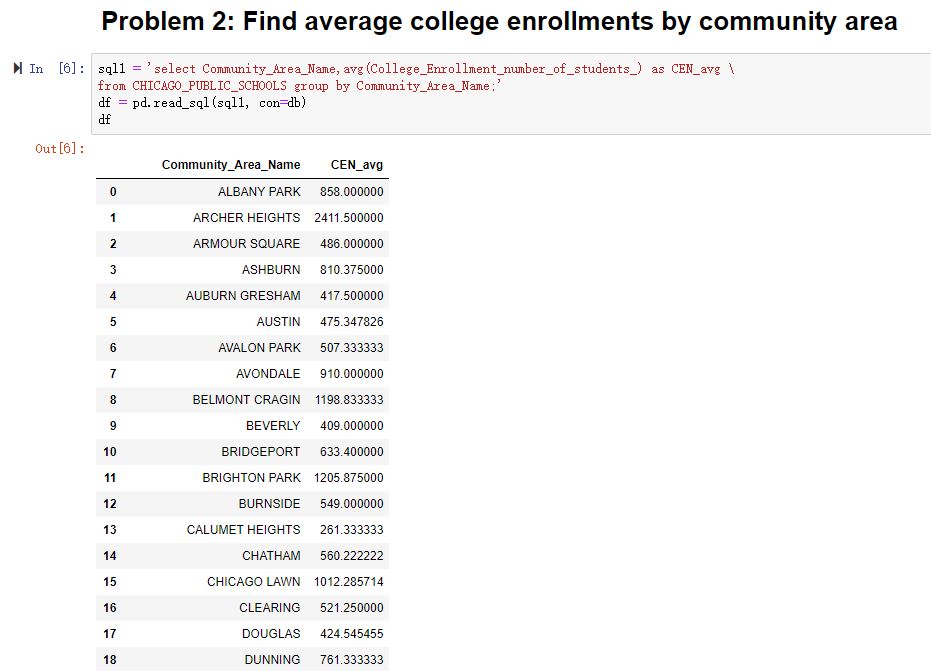 Problem 2: Find average college enrollments by community area
In [6]: sql1 = 'select Community_Area_Name,avg(College_Enrollment_number_of_students_) as CEN_avg \
from CHICAGO_PUBLIC_SCHOOLS group by Community_Area_Name;'
df = pd.read_sql(sql1, con=db)
df
Out[6]:
Community_Area_Name CEN_avg
0 ALBANY PARK 858.000000
1 ARCHER HEIGHTS 2411.500000
2 ARMOUR SQUARE 486.000000
3 ASHBURN 810.375000
4 AUBURN GRESHAM 417.500000
5 AUSTIN 475.347826
6 AVALON PARK 507.333333
7 AVONDALE 910.000000
8 BELMONT CRAGIN 1198.833333
9 BEVERLY 409.000000
10 BRIDGEPORT 633.400000
11 BRIGHTON PARK 1205.875000
12 BURNSIDE 549.000000
13 CALUMET HEIGHTS 261.333333
14 CHATHAM 560.222222
15 CHICAGO LAWN 1012.285714
16 CLEARING 521.250000
17 DOUGLAS 424.545455
18 DUNNING 761.333333